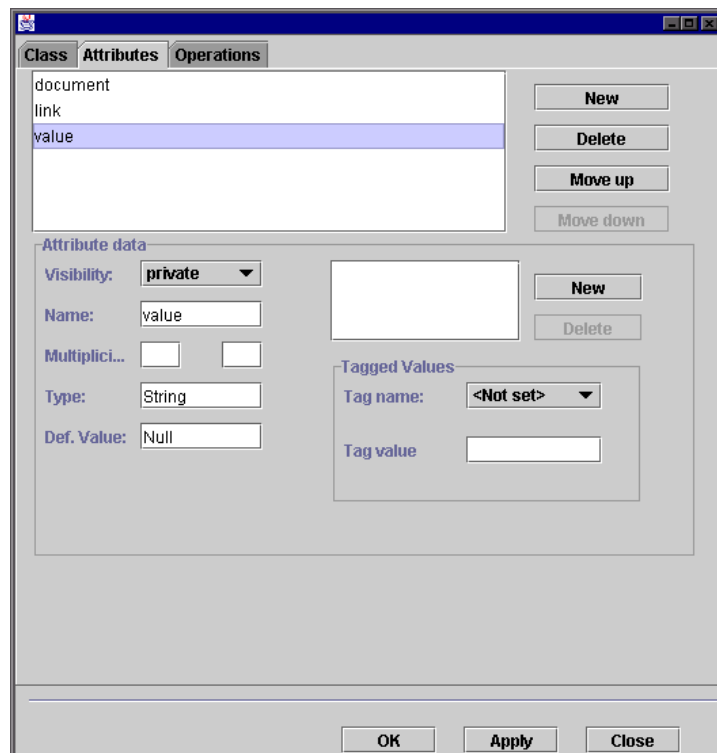 Class Attributes Operations
document
link
value
New
Delete
Move up
Move down
Attribute data
Visibility: private
Name: value
Multiplici...
Type: String
Def. Value: Null
New
Delete
Tagged Values
Tag name: <Not set>
Tag value
OK Apply Close